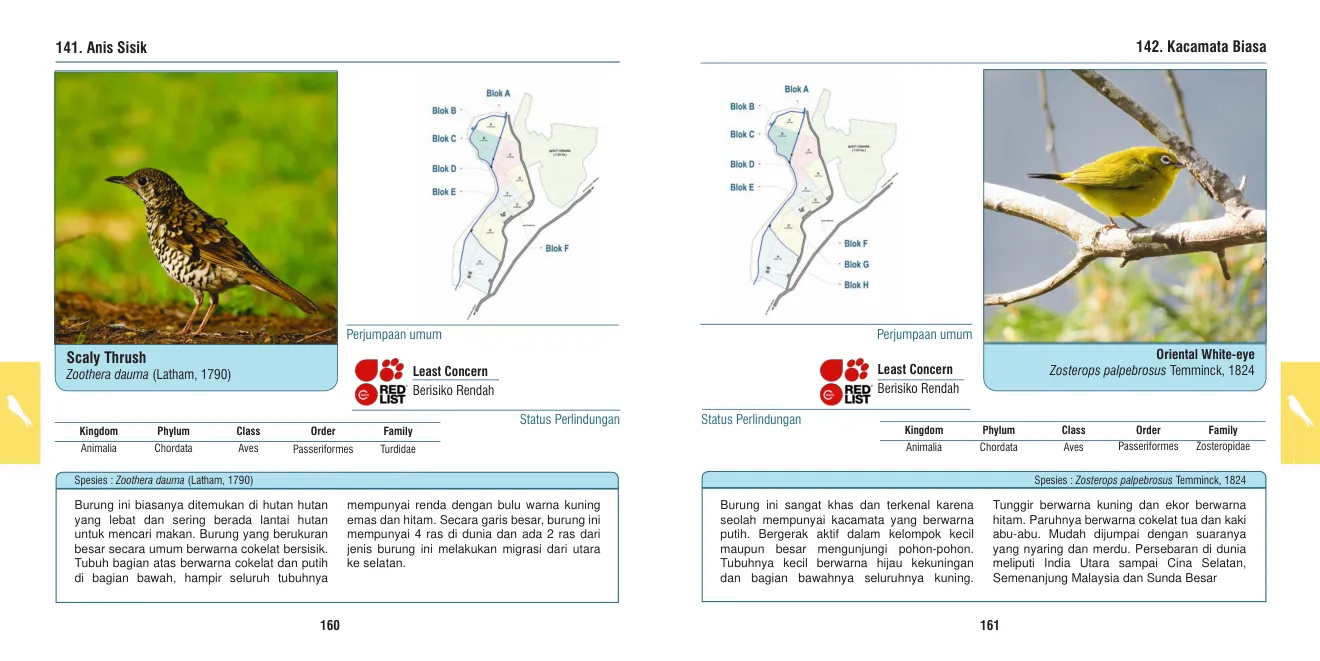 141. Anis Sisik
Blok A
Blok B
Blok C
Blok D
Blok E
Blok F
Perjumpaan umum
Scaly Thrush
Zoothera dauma (Latham, 1790)
RED
LIST
Least Concern
Berisiko Rendah
Status Perlindungan
Kingdom Phylum Class Order Family
Animalia Chordata Aves Passeriformes Turdidae
Spesies : Zoothera dauma (Latham, 1790)
Burung ini biasanya ditemukan di hutan hutan
yang lebat dan sering berada lantai hutan
untuk mencari makan. Burung yang berukuran
besar secara umum berwarna cokelat bersisik.
Tubuh bagian atas berwarna cokelat dan putih
di bagian bawah, hampir seluruh tubuhnya
mempunyai renda dengan bulu warna kuning
emas dan hitam. Secara garis besar, burung ini
mempunyai 4 ras di dunia dan ada 2 ras dari
jenis burung ini melakukan migrasi dari utara
ke selatan.
160
142. Kacamata Biasa
Blok A
Blok B
Blok C
Blok D
Blok E
Blok F
Blok G
Blok H
Perjumpaan umum
Oriental White-eye
Zosterops palpebrosus Temminck, 1824
RED
LIST
Least Concern
Berisiko Rendah
Status Perlindungan
Kingdom Phylum Class Order Family
Animalia Chordata Aves Passeriformes Zosteropidae
Spesies : Zosterops palpebrosus Temminck, 1824
Burung ini sangat khas dan terkenal karena
seolah mempunyai kacamata yang berwarna
putih. Bergerak aktif dalam kelompok kecil
maupun besar mengunjungi pohon-pohon.
Tubuhnya kecil berwarna hijau kekuningan
dan bagian bawahnya seluruhnya kuning.
Tunggir berwarna kuning dan ekor berwarna
hitam. Paruhnya berwarna cokelat tua dan kaki
abu-abu. Mudah dijumpai dengan suaranya
yang nyaring dan merdu. Persebaran di dunia
meliputi India Utara sampai Cina Selatan,
Semenanjung Malaysia dan Sunda Besar
161